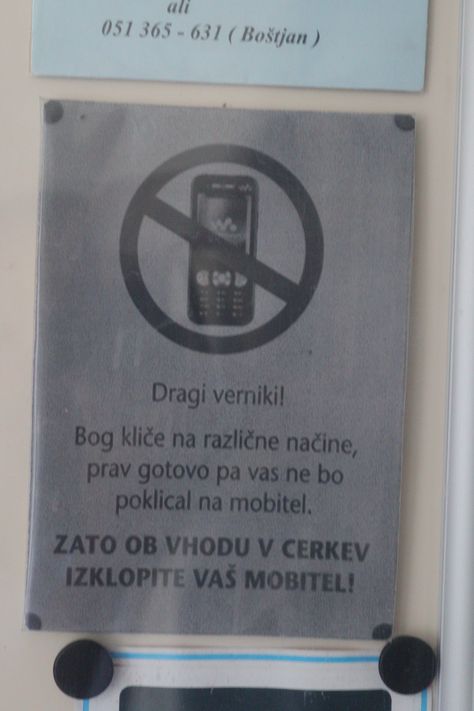 ali
051 365 - 631 ( Boštjan )
Dragi verniki!
Bog kliče na različne načine,
prav gotovo pa vas ne bo
poklical na mobitel.
ZATO OB VHODU V CERKEV
IZKLOPITE VAŠ MOBITEL!